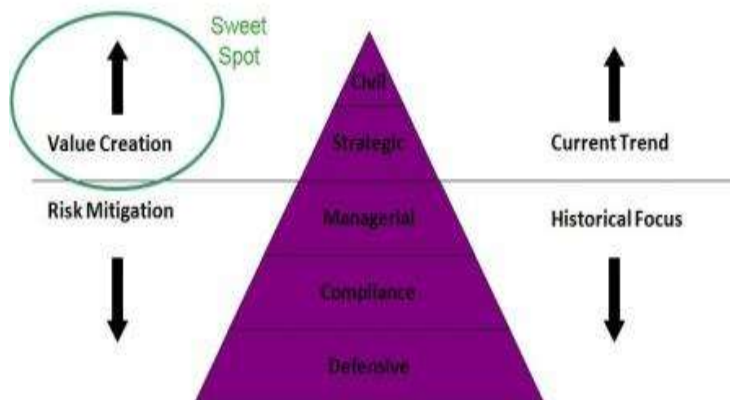 Sweet
Spot
Civil
Value Creation
Strategic
Current Trend
Risk Mitigation
Managerial
Historical Focus
Compliance
Defensive